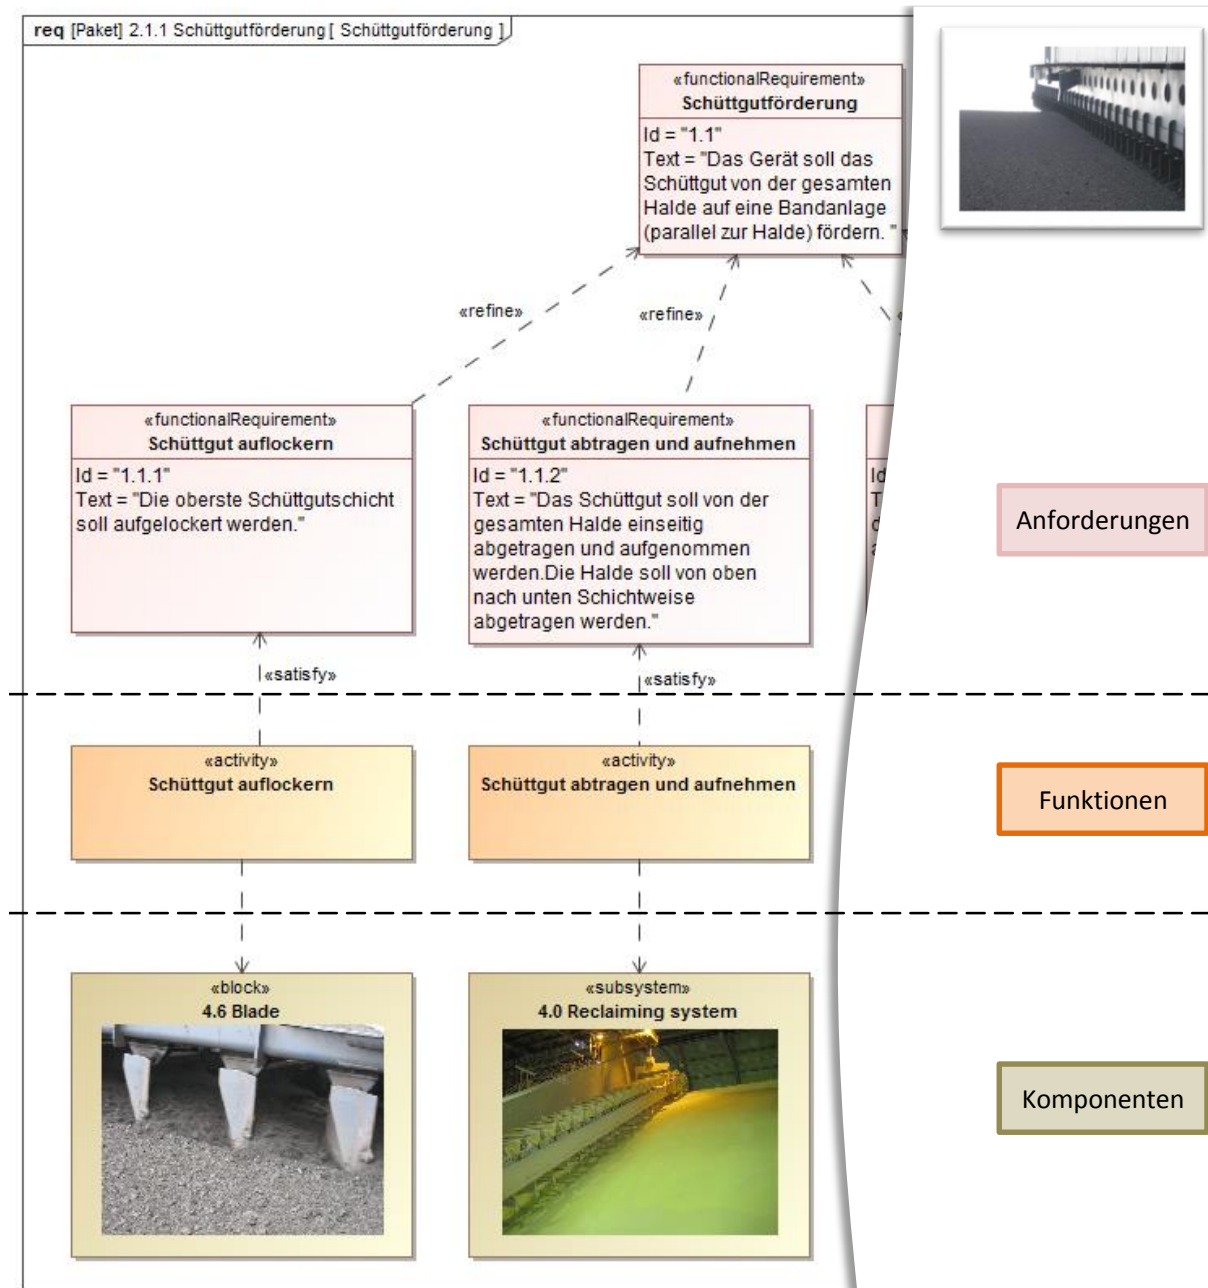 req [Paket] 2.1.1 Schüttgutförderung [ Schüttgutförderung ]
«functionalRequirement»
Schüttgutförderung
Id = "1.1"
Text = "Das Gerät soll das
Schüttgut von der gesamten
Halde auf eine Bandanlage
(parallel zur Halde) fördern. "
«refine»
«refine»
«functionalRequirement»
Schüttgut auflockern
Id = "1.1.1"
Text = "Die oberste Schüttgutschicht
soll aufgelockert werden."
«functionalRequirement»
Schüttgut abtragen und aufnehmen
Id = "1.1.2"
Text = "Das Schüttgut soll von der
gesamten Halde einseitig
abgetragen und aufgenommen
werden.Die Halde soll von oben
nach unten Schichtweise
abgetragen werden."
Id
Anforderungen
«satisfy»
«satisfy»
«activity»
Schüttgut auflockern
«activity»
Schüttgut abtragen und aufnehmen
Funktionen
«block»
4.6 Blade
«subsystem»
4.0 Reclaiming system
Komponenten